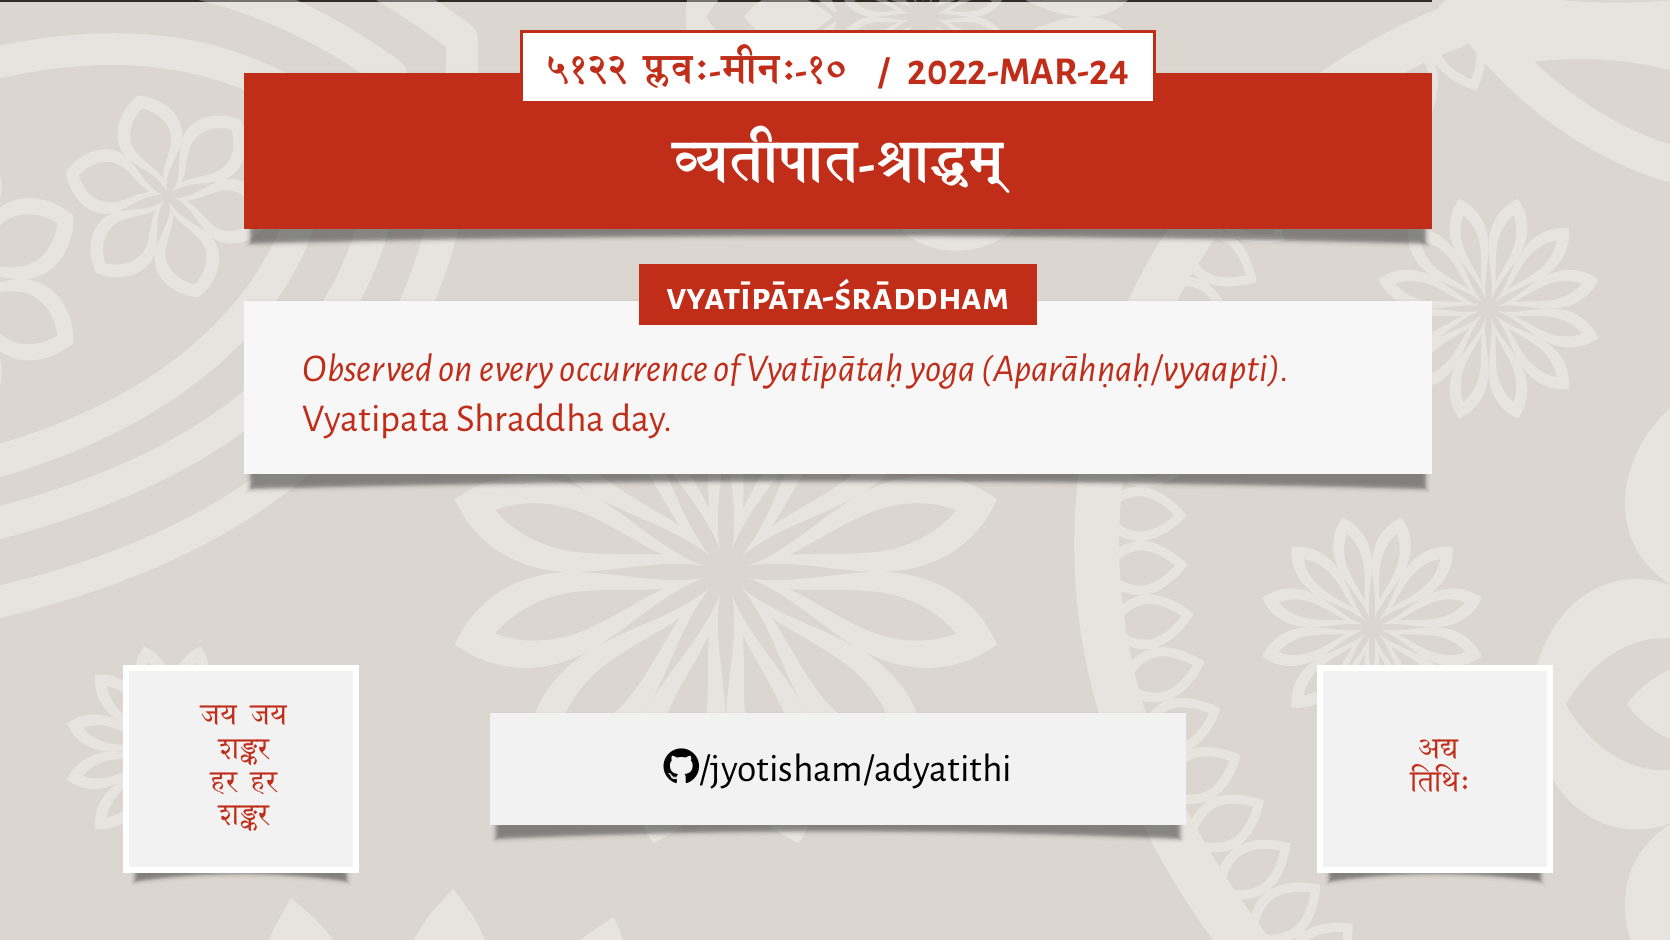 ५१२२ प्लवः-मीनः-१० / 2022-MAR-24
व्यतीपात-श्राद्धम्
VYATĪPĀTA-ŚRĀDDHAM
Observed on every occurrence of Vyatīpātaḥ yoga (Aparāhṇaḥ/vyaapti).
Vyatipata Shraddha day.
जय जय
शङ्कर
हर हर
शङ्कर
/jyotisham/adyatithi
अद्य
तिथिः